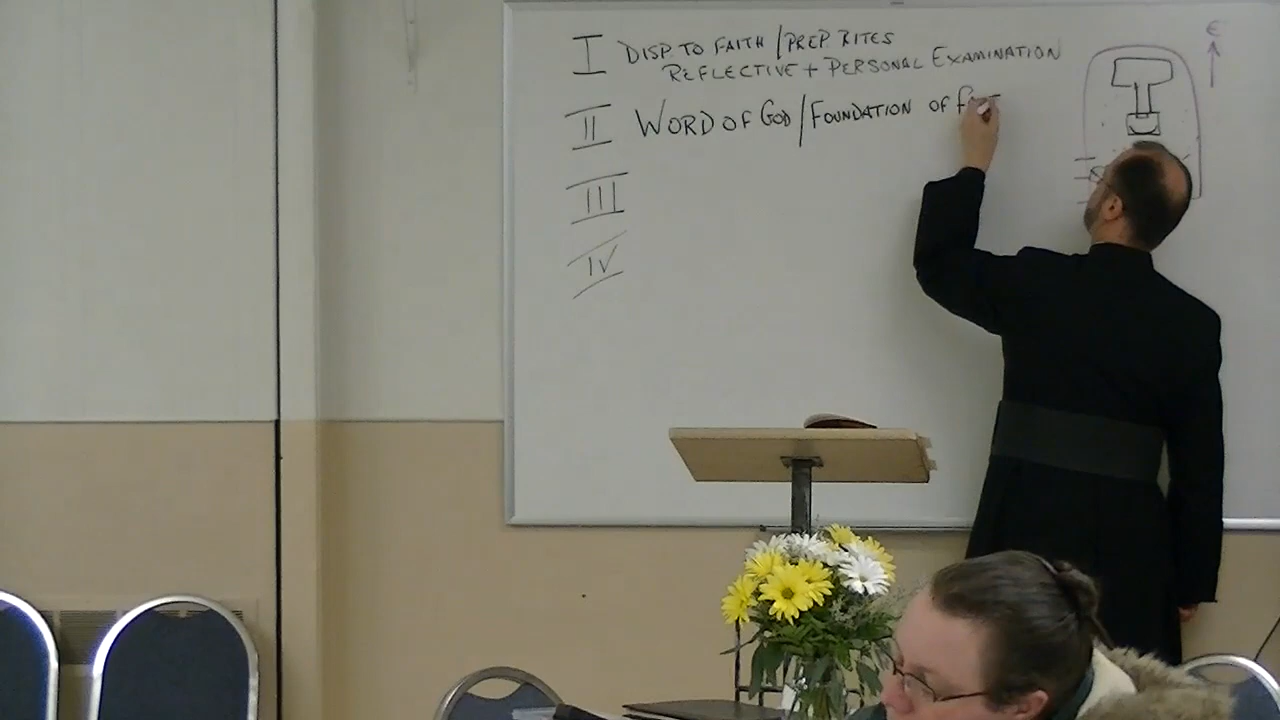 I DISP TO FAITH / PREP RITES
REFLECTIVE + PERSONAL EXAMINATION
II WORD OF GOD / FOUNDATION OF
III
IV
E